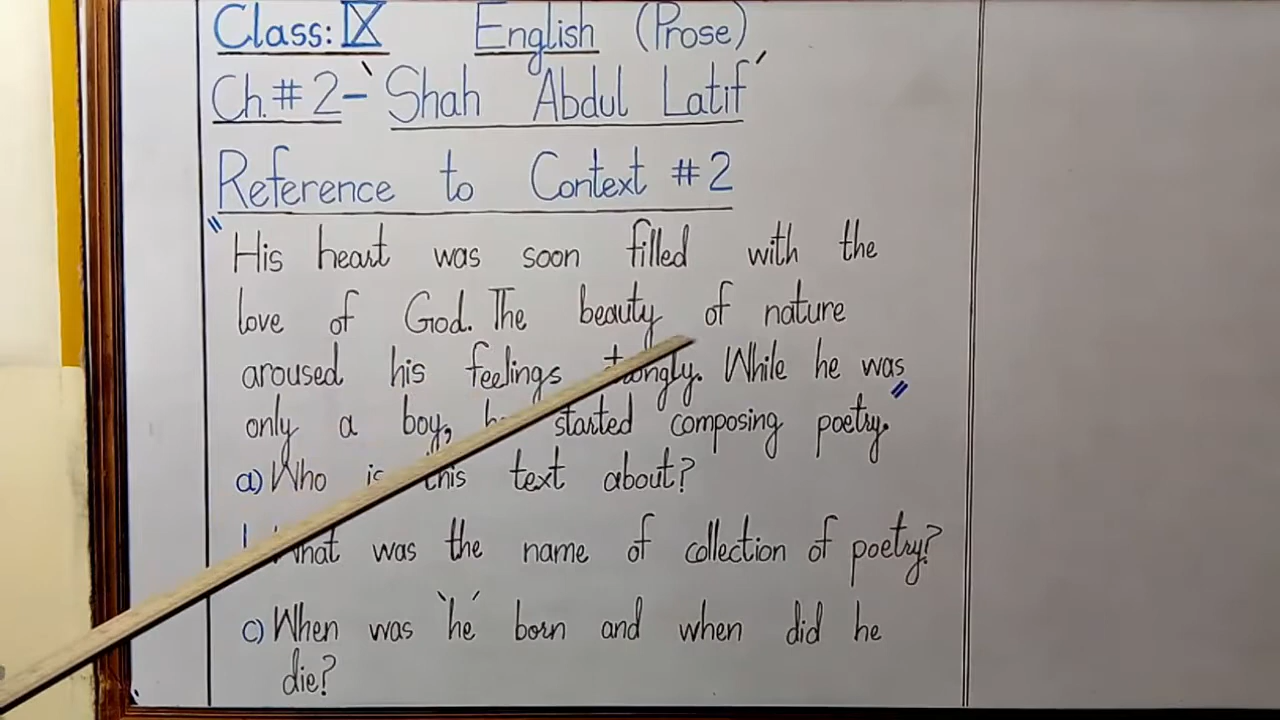 Class: IX English (Prose)
Ch.# 2- 'Shah Abdul Latif'
Reference to Context #2
"His heart was soon filled with the
love of God. The beauty of nature
aroused his feelings strongly. While he was
only a boy, he started composing poetry."
a) Who is this text about?
What was the name of collection of poetry?
c) When was 'he' born and when did he
die?